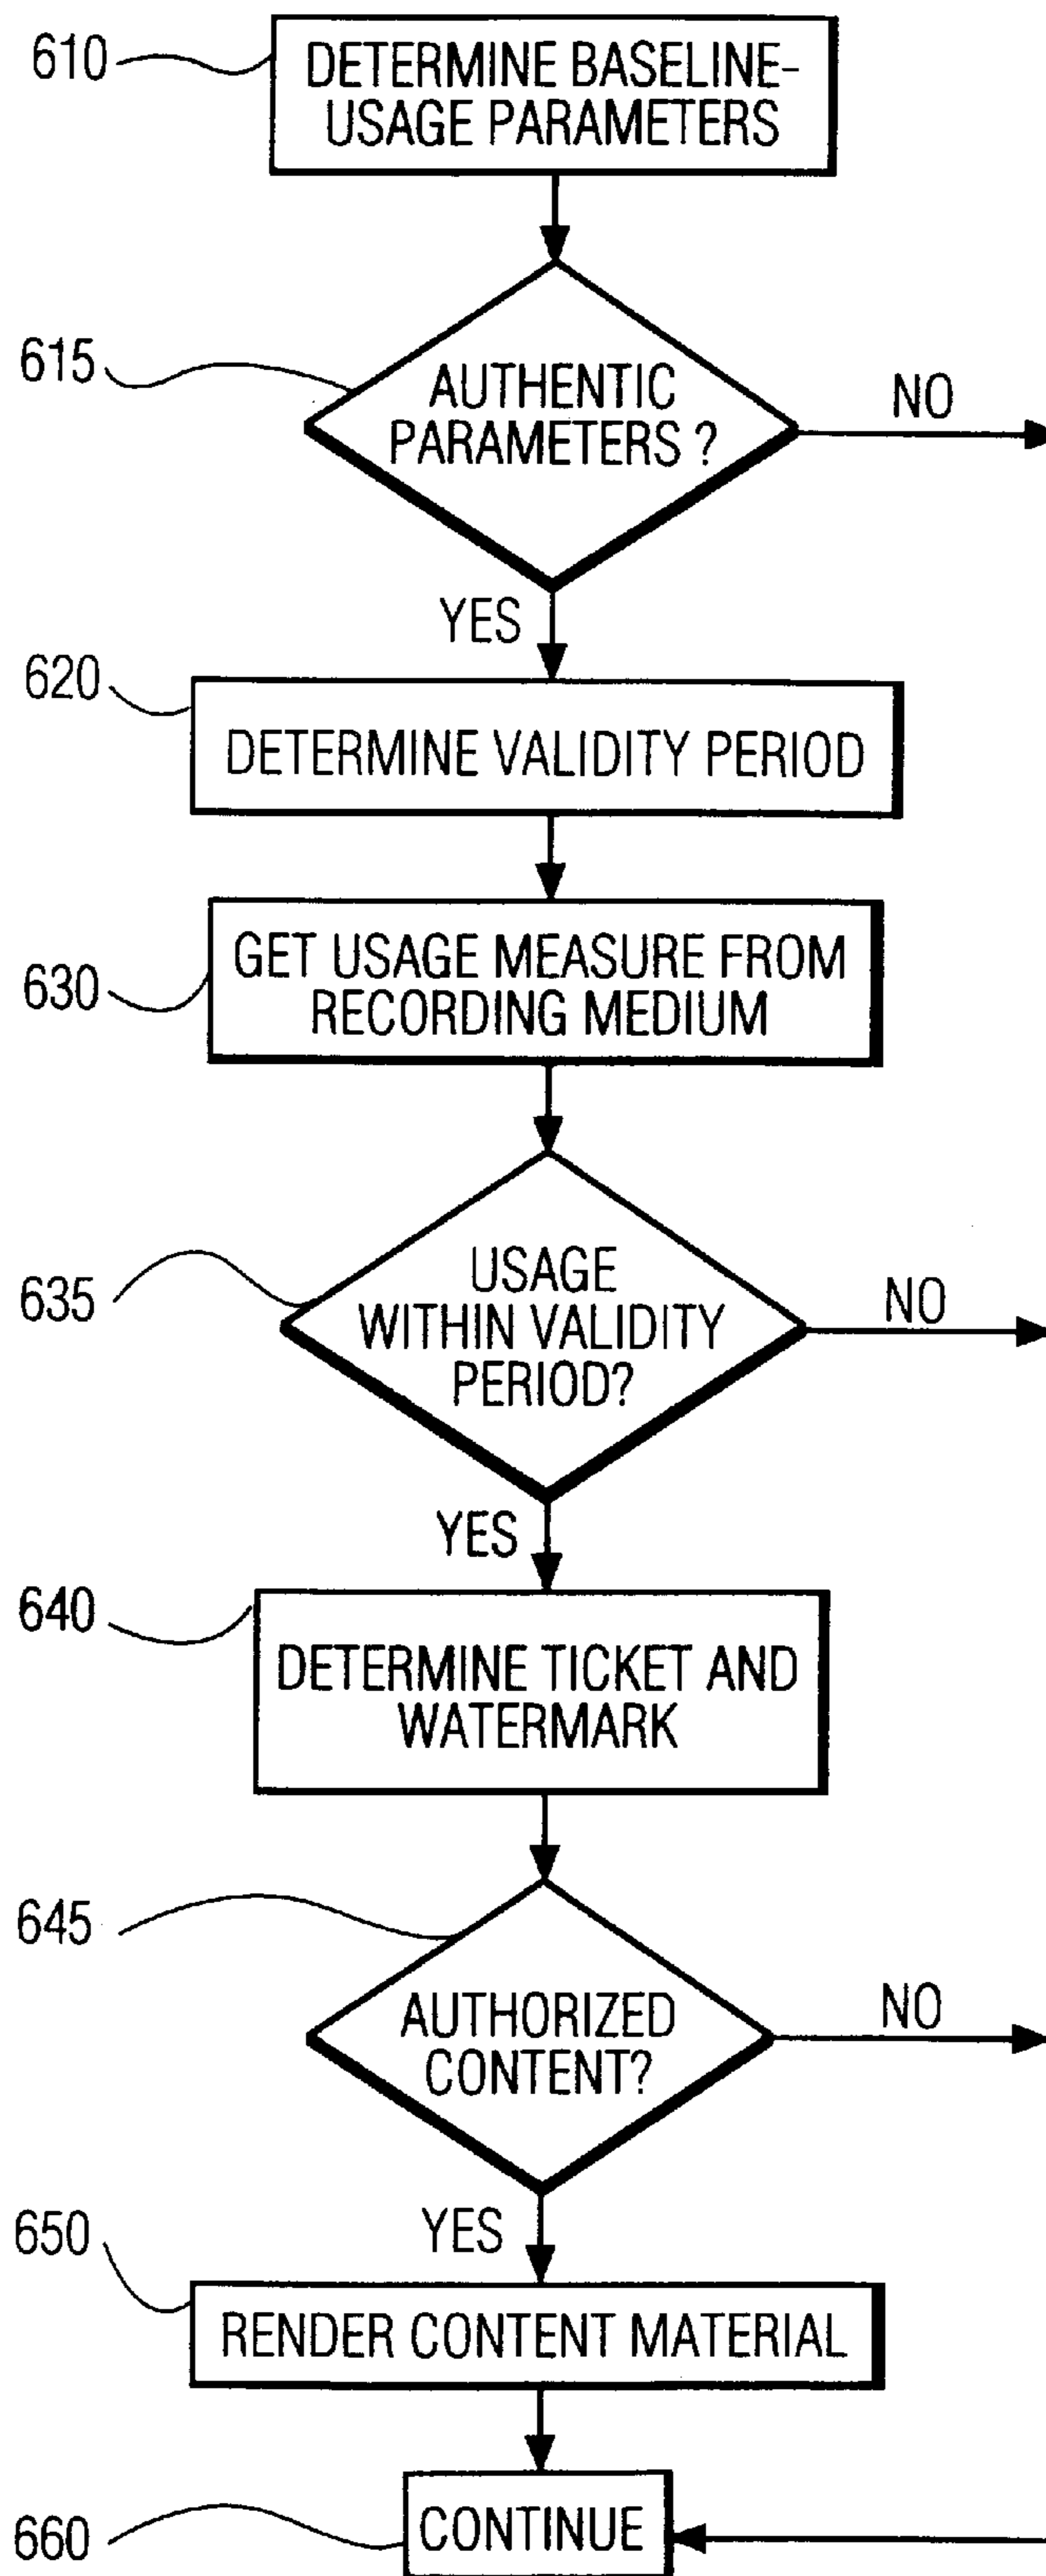 610
DETERMINE BASELINE-
USAGE PARAMETERS
615
AUTHENTIC
PARAMETERS ?
NO
YES
620
DETERMINE VALIDITY PERIOD
630
GET USAGE MEASURE FROM
RECORDING MEDIUM
635
USAGE
WITHIN VALIDITY
PERIOD?
NO
YES
640
DETERMINE TICKET AND
WATERMARK
645
AUTHORIZED
CONTENT?
NO
YES
650
RENDER CONTENT MATERIAL
660
CONTINUE